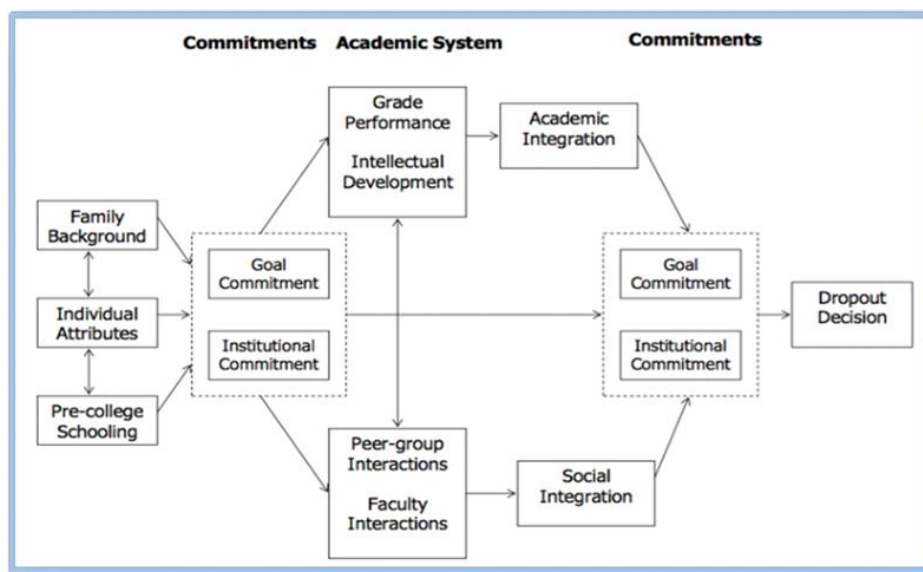 Commitments
Academic System
Commitments
Grade
Performance
Intellectual
Development
Academic
Integration
Family
Background
Individual
Attributes
Pre-college
Schooling
Goal
Commitment
Institutional
Commitment
Goal
Commitment
Institutional
Commitment
Dropout
Decision
Peer-group
Interactions
Faculty
Interactions
Social
Integration